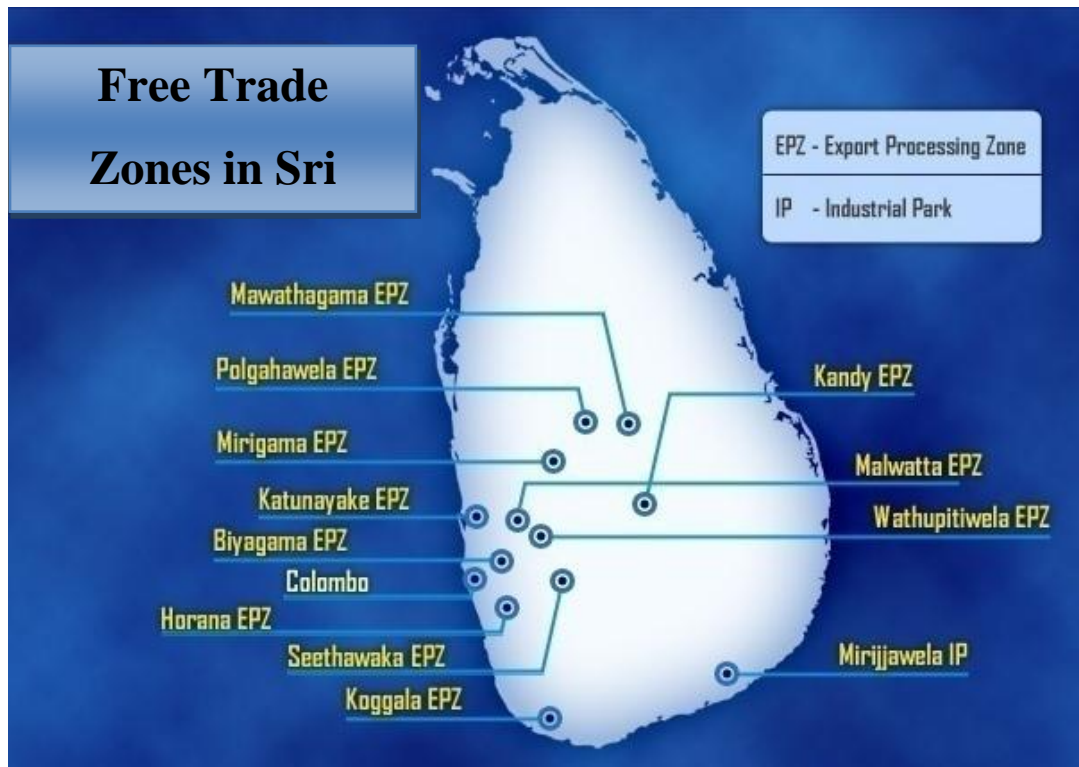 Free Trade
Zones in Sri
EPZ - Export Processing Zone
IP - Industrial Park
Mawathagama EPZ
Polgahawela EPZ
Kandy EPZ
Mirigama EPZ
Malwatta EPZ
Katunayake EPZ
Wathupitiwela EPZ
Biyagama EPZ
Colombo
Horana EPZ
Seethawaka EPZ
Mirijjawela IP
Koggala EPZ